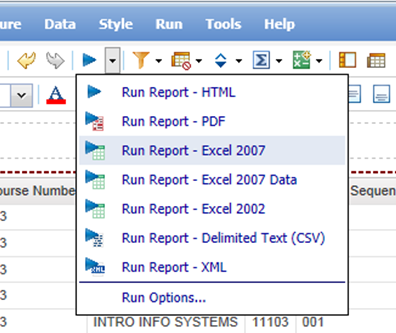 ure Data Style Run Tools Help
Run Report - HTML
Run Report - PDF
Run Report - Excel 2007
ourse Numbe Sequen
Run Report - Excel 2007 Data
3
Run Report - Excel 2002
3
Run Report - Delimited Text (CSV)
3
Run Report - XML
3
Run Options...
3 INTRO INFO SYSTEMS 11103 001